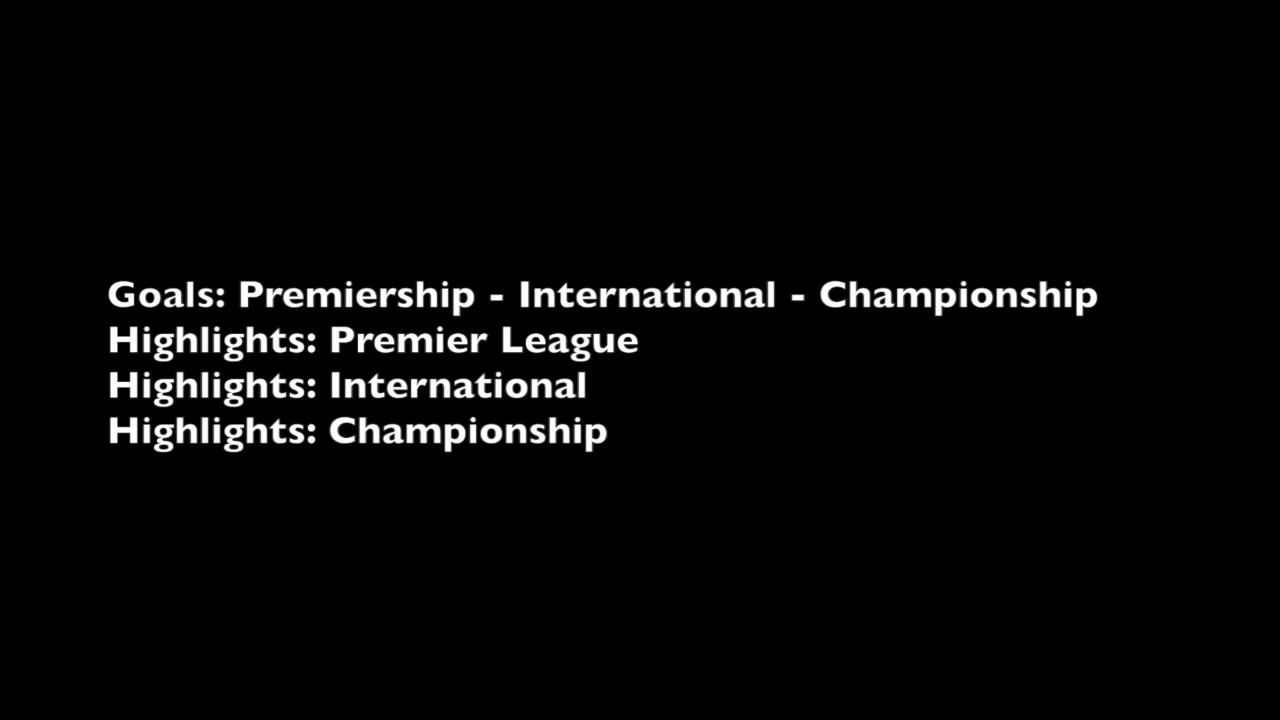 Goals: Premiership - International - Championship
Highlights: Premier League
Highlights: International
Highlights: Championship